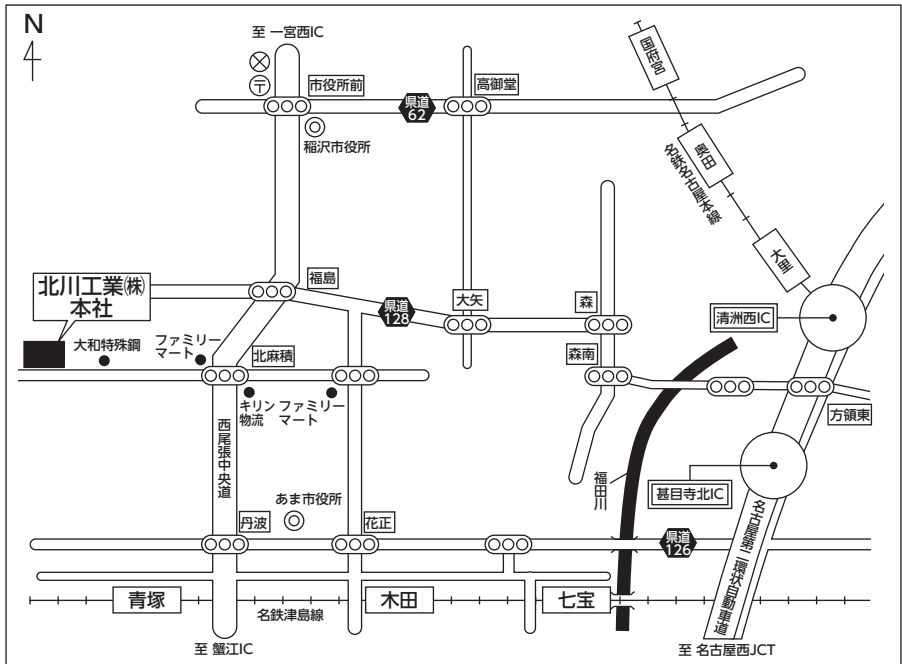 N
至 一宮西IC
市役所前
県道
62
高御堂
国府宮
稲沢市役所
奥田
名鉄名古屋本線
大里
北川工業㈱
本社
福島
県道
128
大矢
森
清洲西IC
大和特殊鋼
ファミリー
マート
北麻積
森南
キリン
物流
ファミリー
マート
方領東
西尾張中央道
福田川
甚目寺北IC
あま市役所
丹波
花正
県道
126
名古屋第二環状自動車道
青塚
名鉄津島線
木田
七宝
至 蟹江IC
至 名古屋西JCT